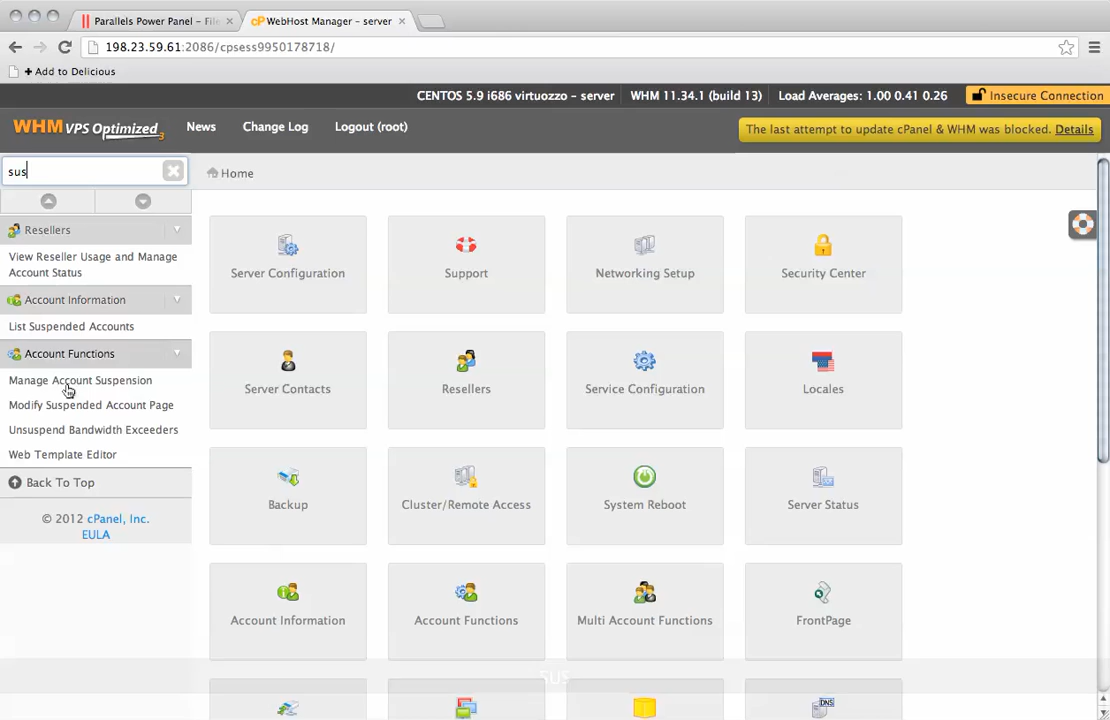 Parallels Power Panel - File
WebHost Manager - server
198.23.59.61:2086/cpsess9950178718/
+ Add to Delicious
CENTOS 5.9 i686 virtuozzo – server
WHM 11.34.1 (build 13)
Load Averages: 1.00 0.41 0.26
Insecure Connection
WHM VPS Optimized 3
News
Change Log
Logout (root)
The last attempt to update cPanel & WHM was blocked. Details
sus
Home
Resellers
View Reseller Usage and Manage
Account Status
Account Information
List Suspended Accounts
Account Functions
Manage Account Suspension
Modify Suspended Account Page
Unsuspend Bandwidth Exceeders
Web Template Editor
Back To Top
© 2012 cPanel, Inc.
EULA
Server Configuration
Support
Networking Setup
Security Center
Server Contacts
Resellers
Service Configuration
Locales
Backup
Cluster/Remote Access
System Reboot
Server Status
Account Information
Account Functions
Multi Account Functions
FrontPage
sus
DNS